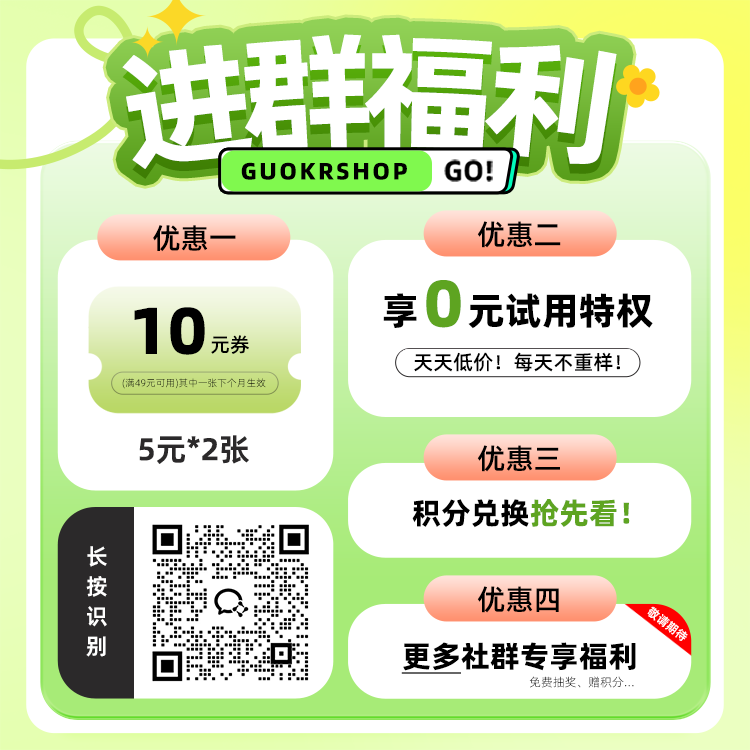 进群福利
GUOKRSHOP GO!
优惠一
10元券
(满49元可用)其中一张下个月生效
5元*2张
长按识别
优惠二
享0元试用特权
天天低价！每天不重样！
优惠三
积分兑换抢先看！
优惠四
敬请期待
更多社群专享福利
免费抽奖、赠积分...